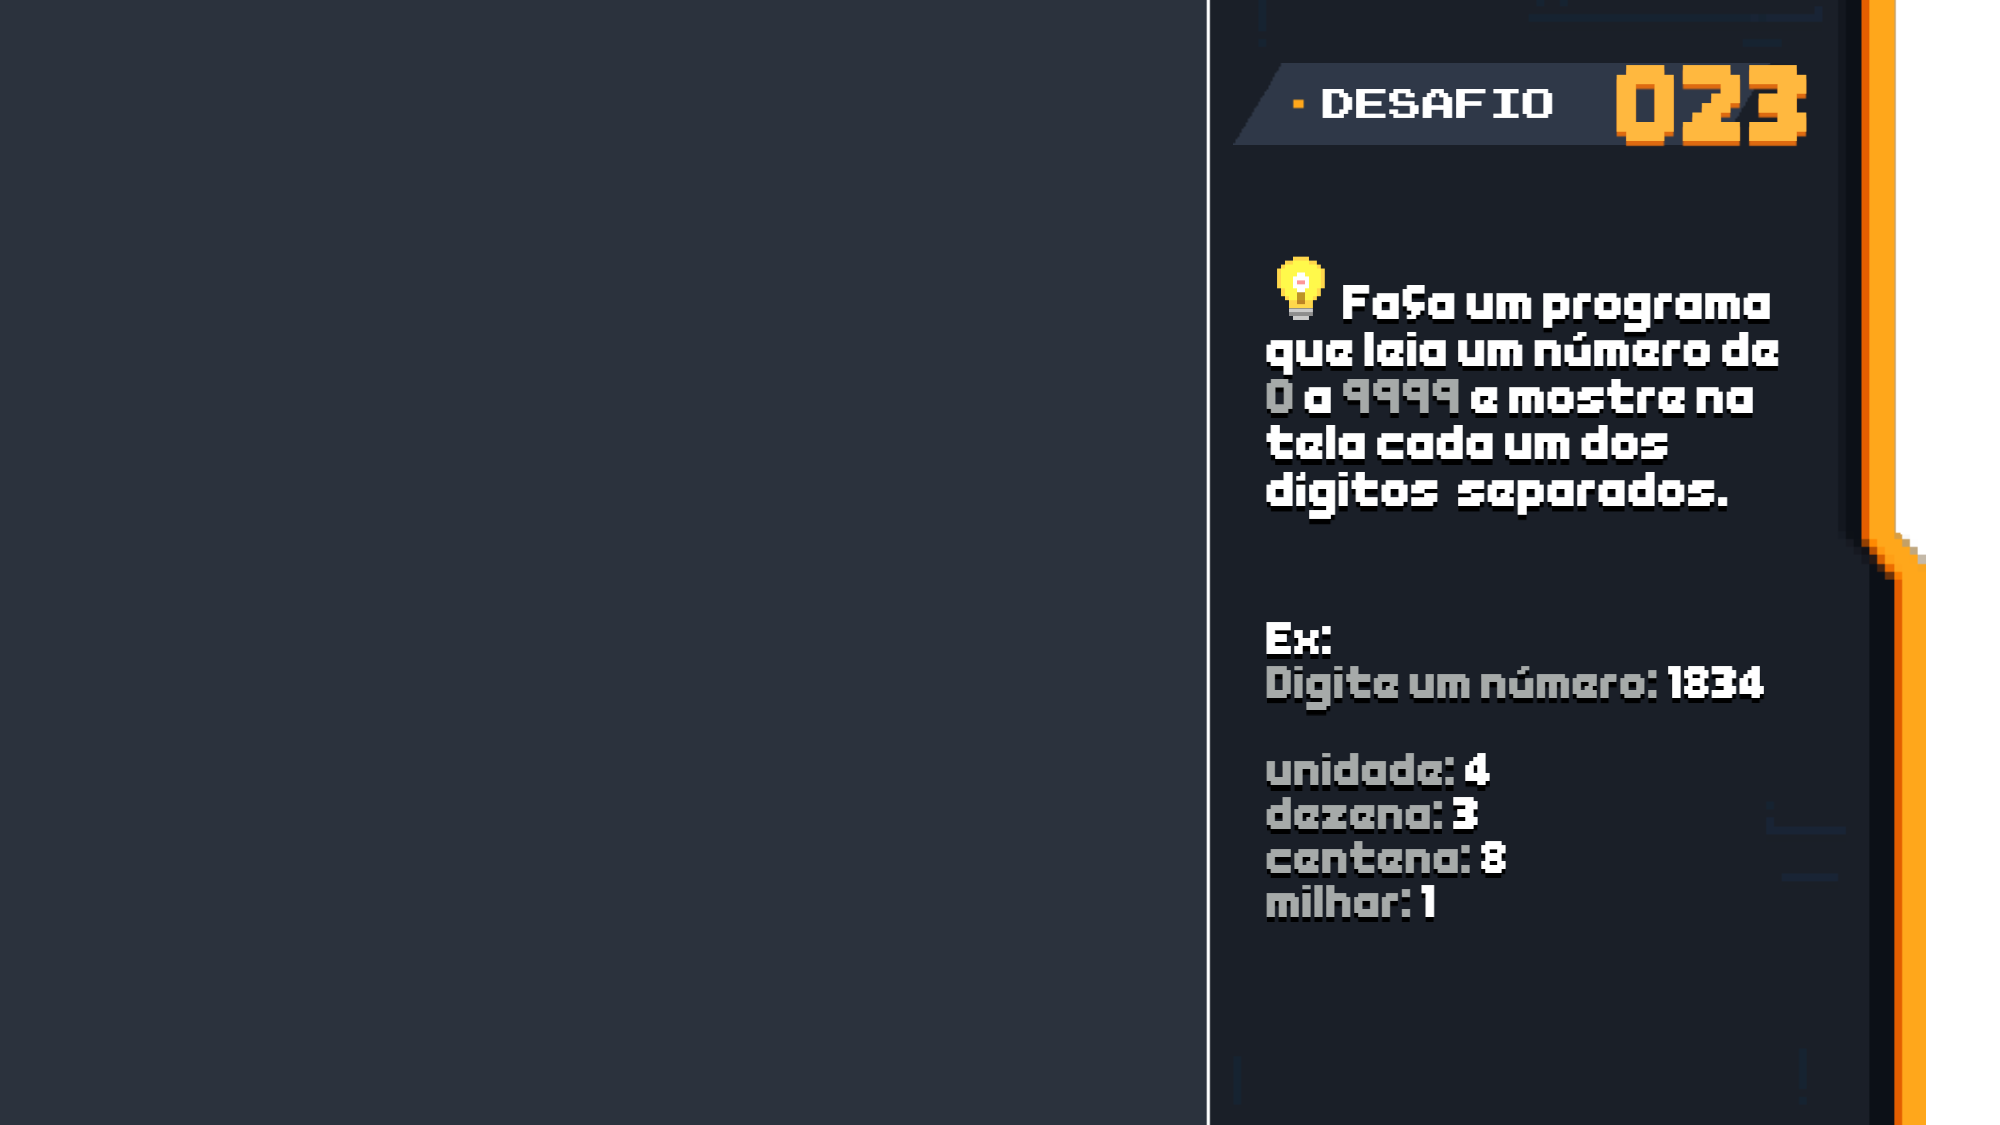 DESAFIO 023
Faça um programa
que leia um número de
0 a 9999 e mostre na
tela cada um dos
dígitos separados.
Ex:
Digite um número: 1834
unidade: 4
dezena: 3
centena: 8
milhar: 1